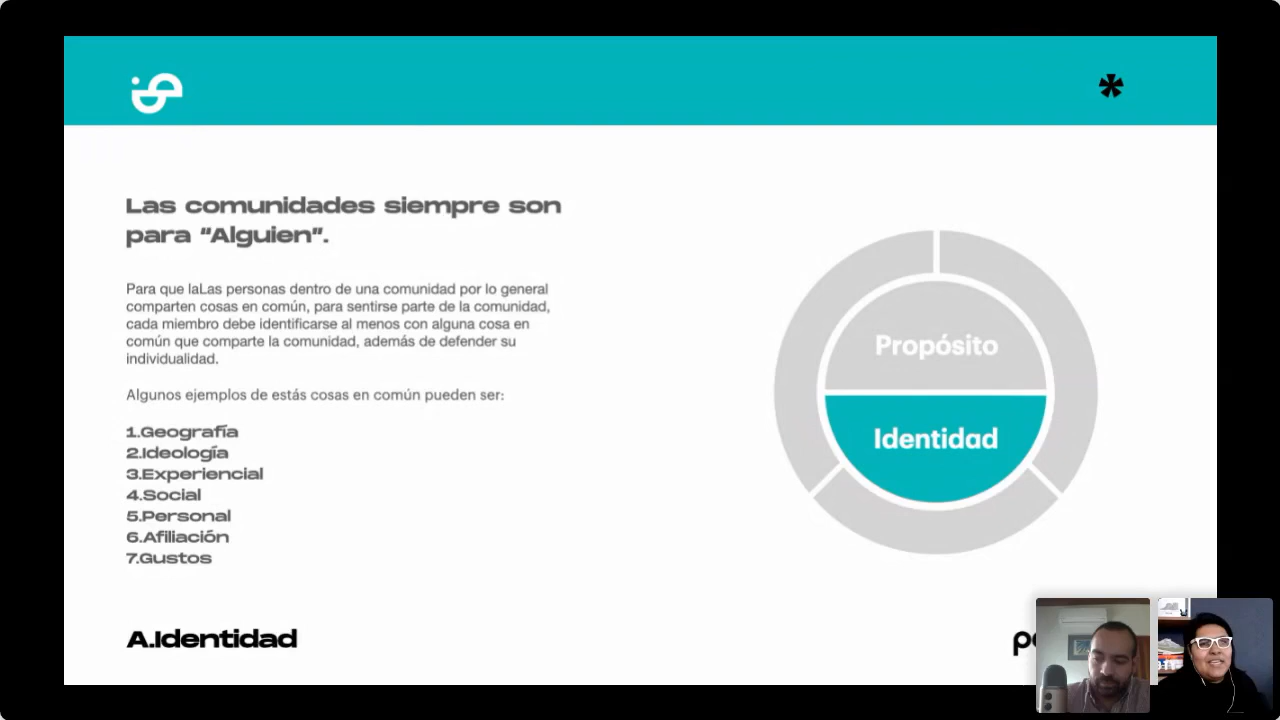 Las comunidades siempre son
para “Alguien”.
Para que laLas personas dentro de una comunidad por lo general
comparten cosas en común, para sentirse parte de la comunidad,
cada miembro debe identificarse al menos con alguna cosa en
común que comparte la comunidad, además de defender su
individualidad.
Algunos ejemplos de estás cosas en común pueden ser:
1.Geografía
2.Ideología
3.Experiencial
4.Social
5.Personal
6.Afiliación
7.Gustos
Propósito
Identidad
A.Identidad